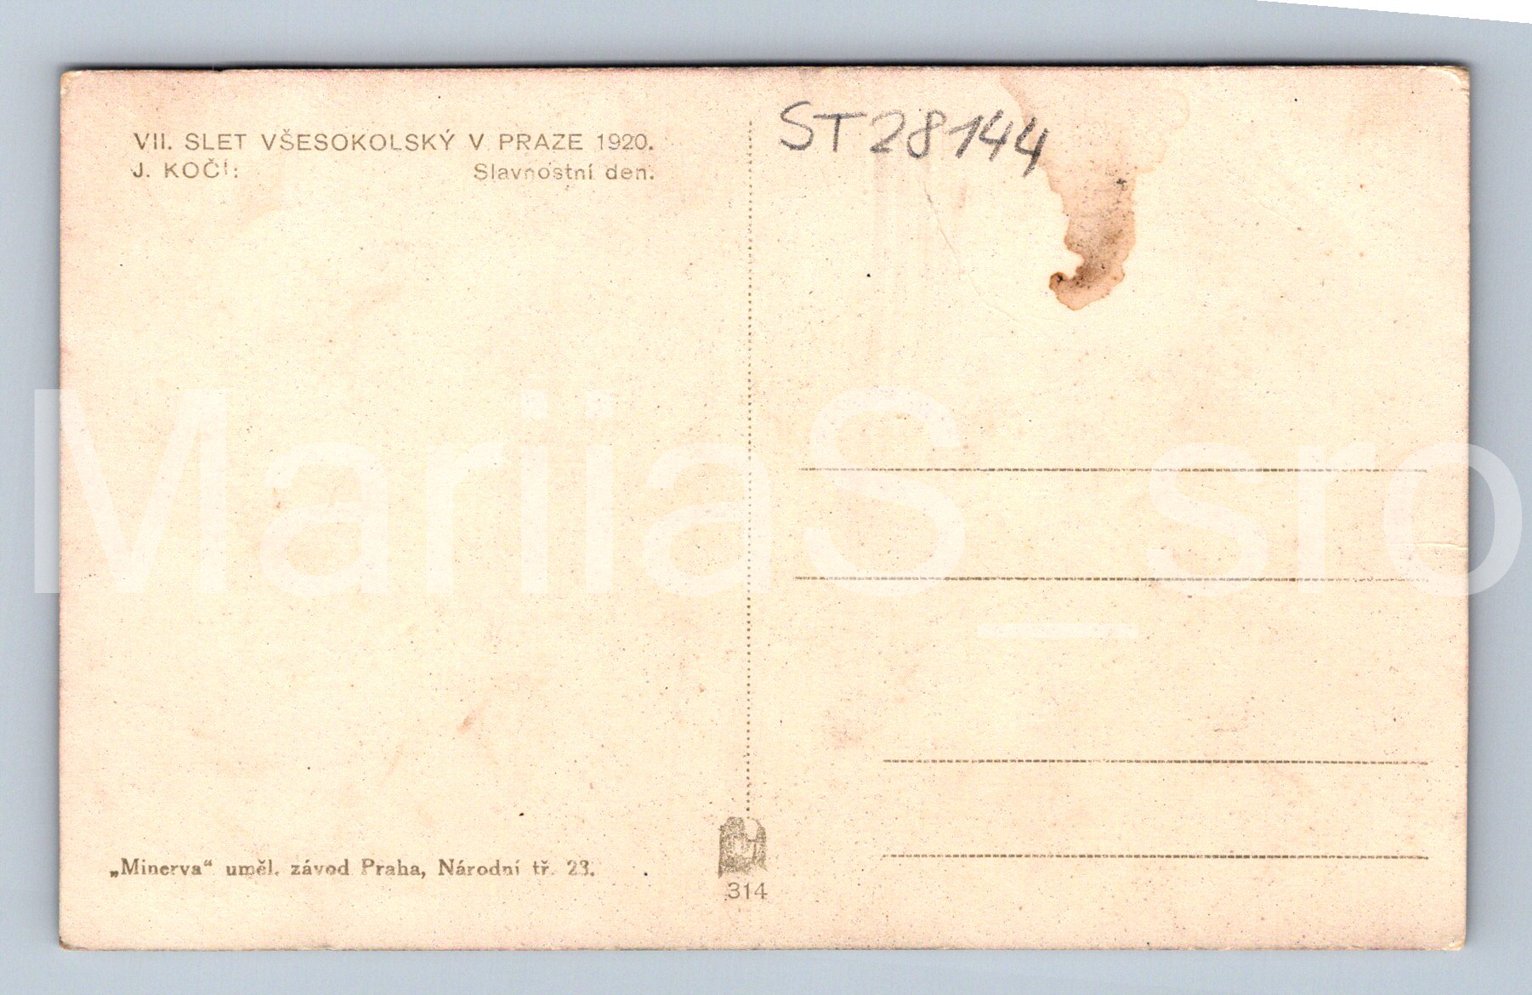 VII. SLET VŠESOKOLSKÝ V PRAZE 1920.
J. KOČÍ: Slavnostní den.
ST28144
MariiaS_sro
„Minerva“ uměl. závod Praha, Národní tř. 23.
314